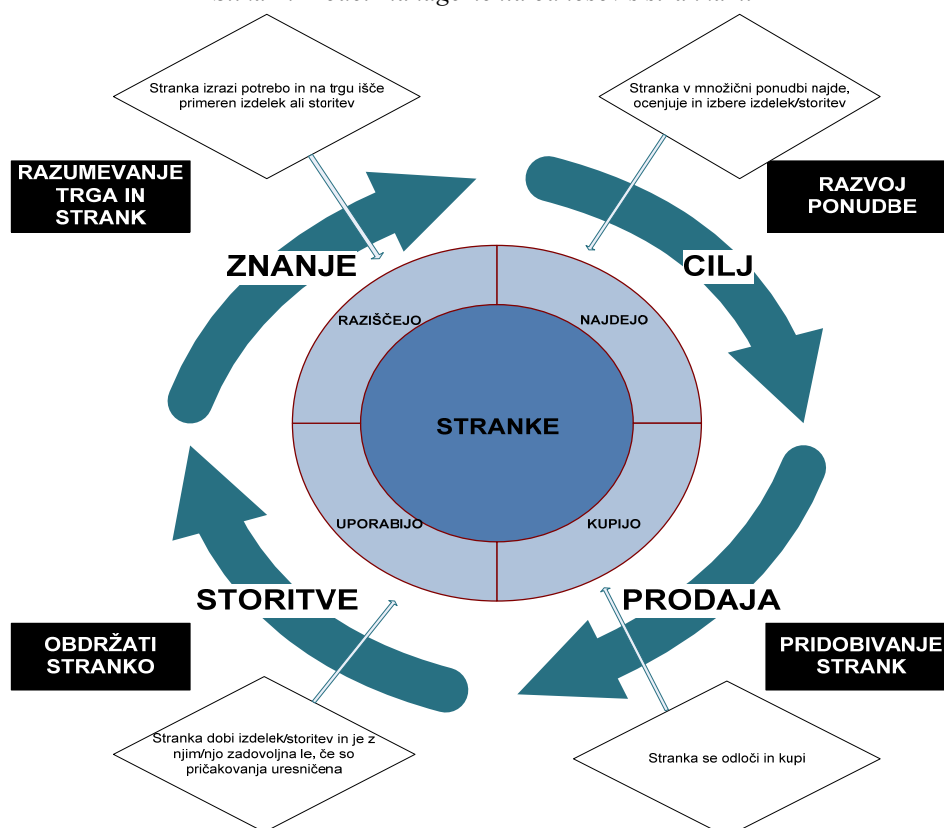 Stranka izrazi potrebo in na trgu išče
primeren izdelek ali storitev
Stranka v množični ponudbi najde,
ocenjuje in izbere izdelek/storitev
RAZUMEVANJE
TRGA IN
STRANK
RAZVOJ
PONUDBE
ZNANJE
CILJ
RAZIŠČEJO
NAJDEJO
STRANKE
UPORABIJO
KUPIJO
STORITVE
PRODAJA
OBDRŽATI
STRANKO
PRIDOBIVANJE
STRANK
Stranka dobi izdelek/storitev in je z
njim/njo zadovoljna le, če so
pričakovanja uresničena
Stranka se odloči in kupi